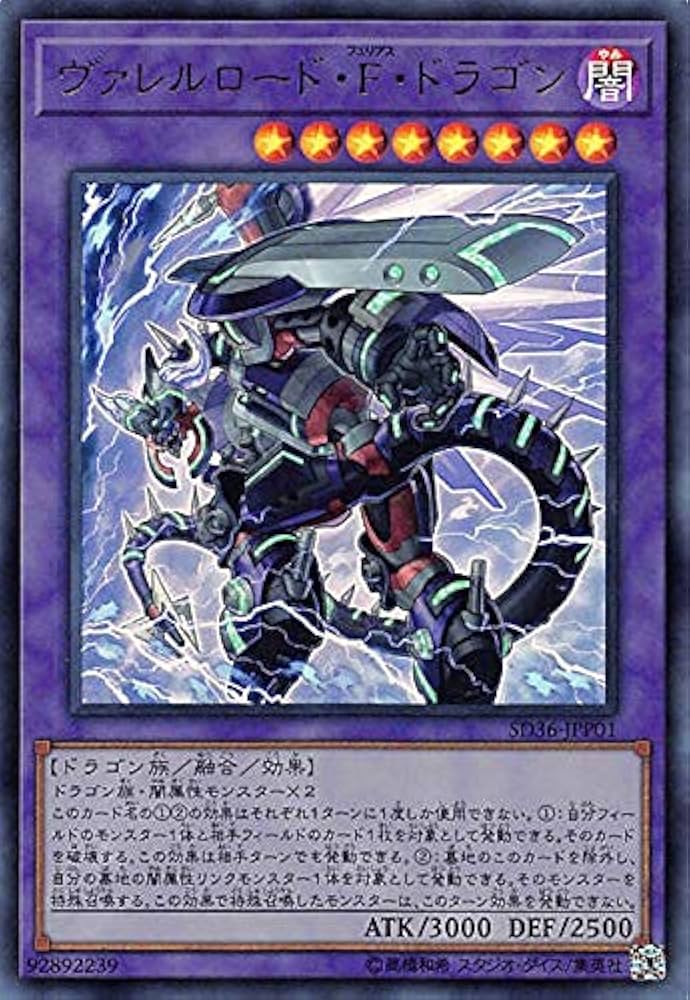 フュリアス
ヴァレルロード・F・ドラゴン
やみ
闇
SD36-JPP01
【ドラゴン族／融合／効果】
ドラゴン族・闇属性モンスター×2
このカード名の①②の効果はそれぞれ1ターンに1度しか使用できない。①：自分フィー
ルドのモンスター1体と相手フィールドのカード1枚を対象として発動できる。そのカード
を破壊する。この効果は相手ターンでも発動できる。②：墓地のこのカードを除外し、
自分の墓地の闇属性リンクモンスター1体を対象として発動できる。そのモンスターを
特殊召喚する。この効果で特殊召喚したモンスターは、このターン効果を発動できない。
ATK/3000 DEF/2500
92892239
©高橋和希 スタジオ・ダイス/集英社